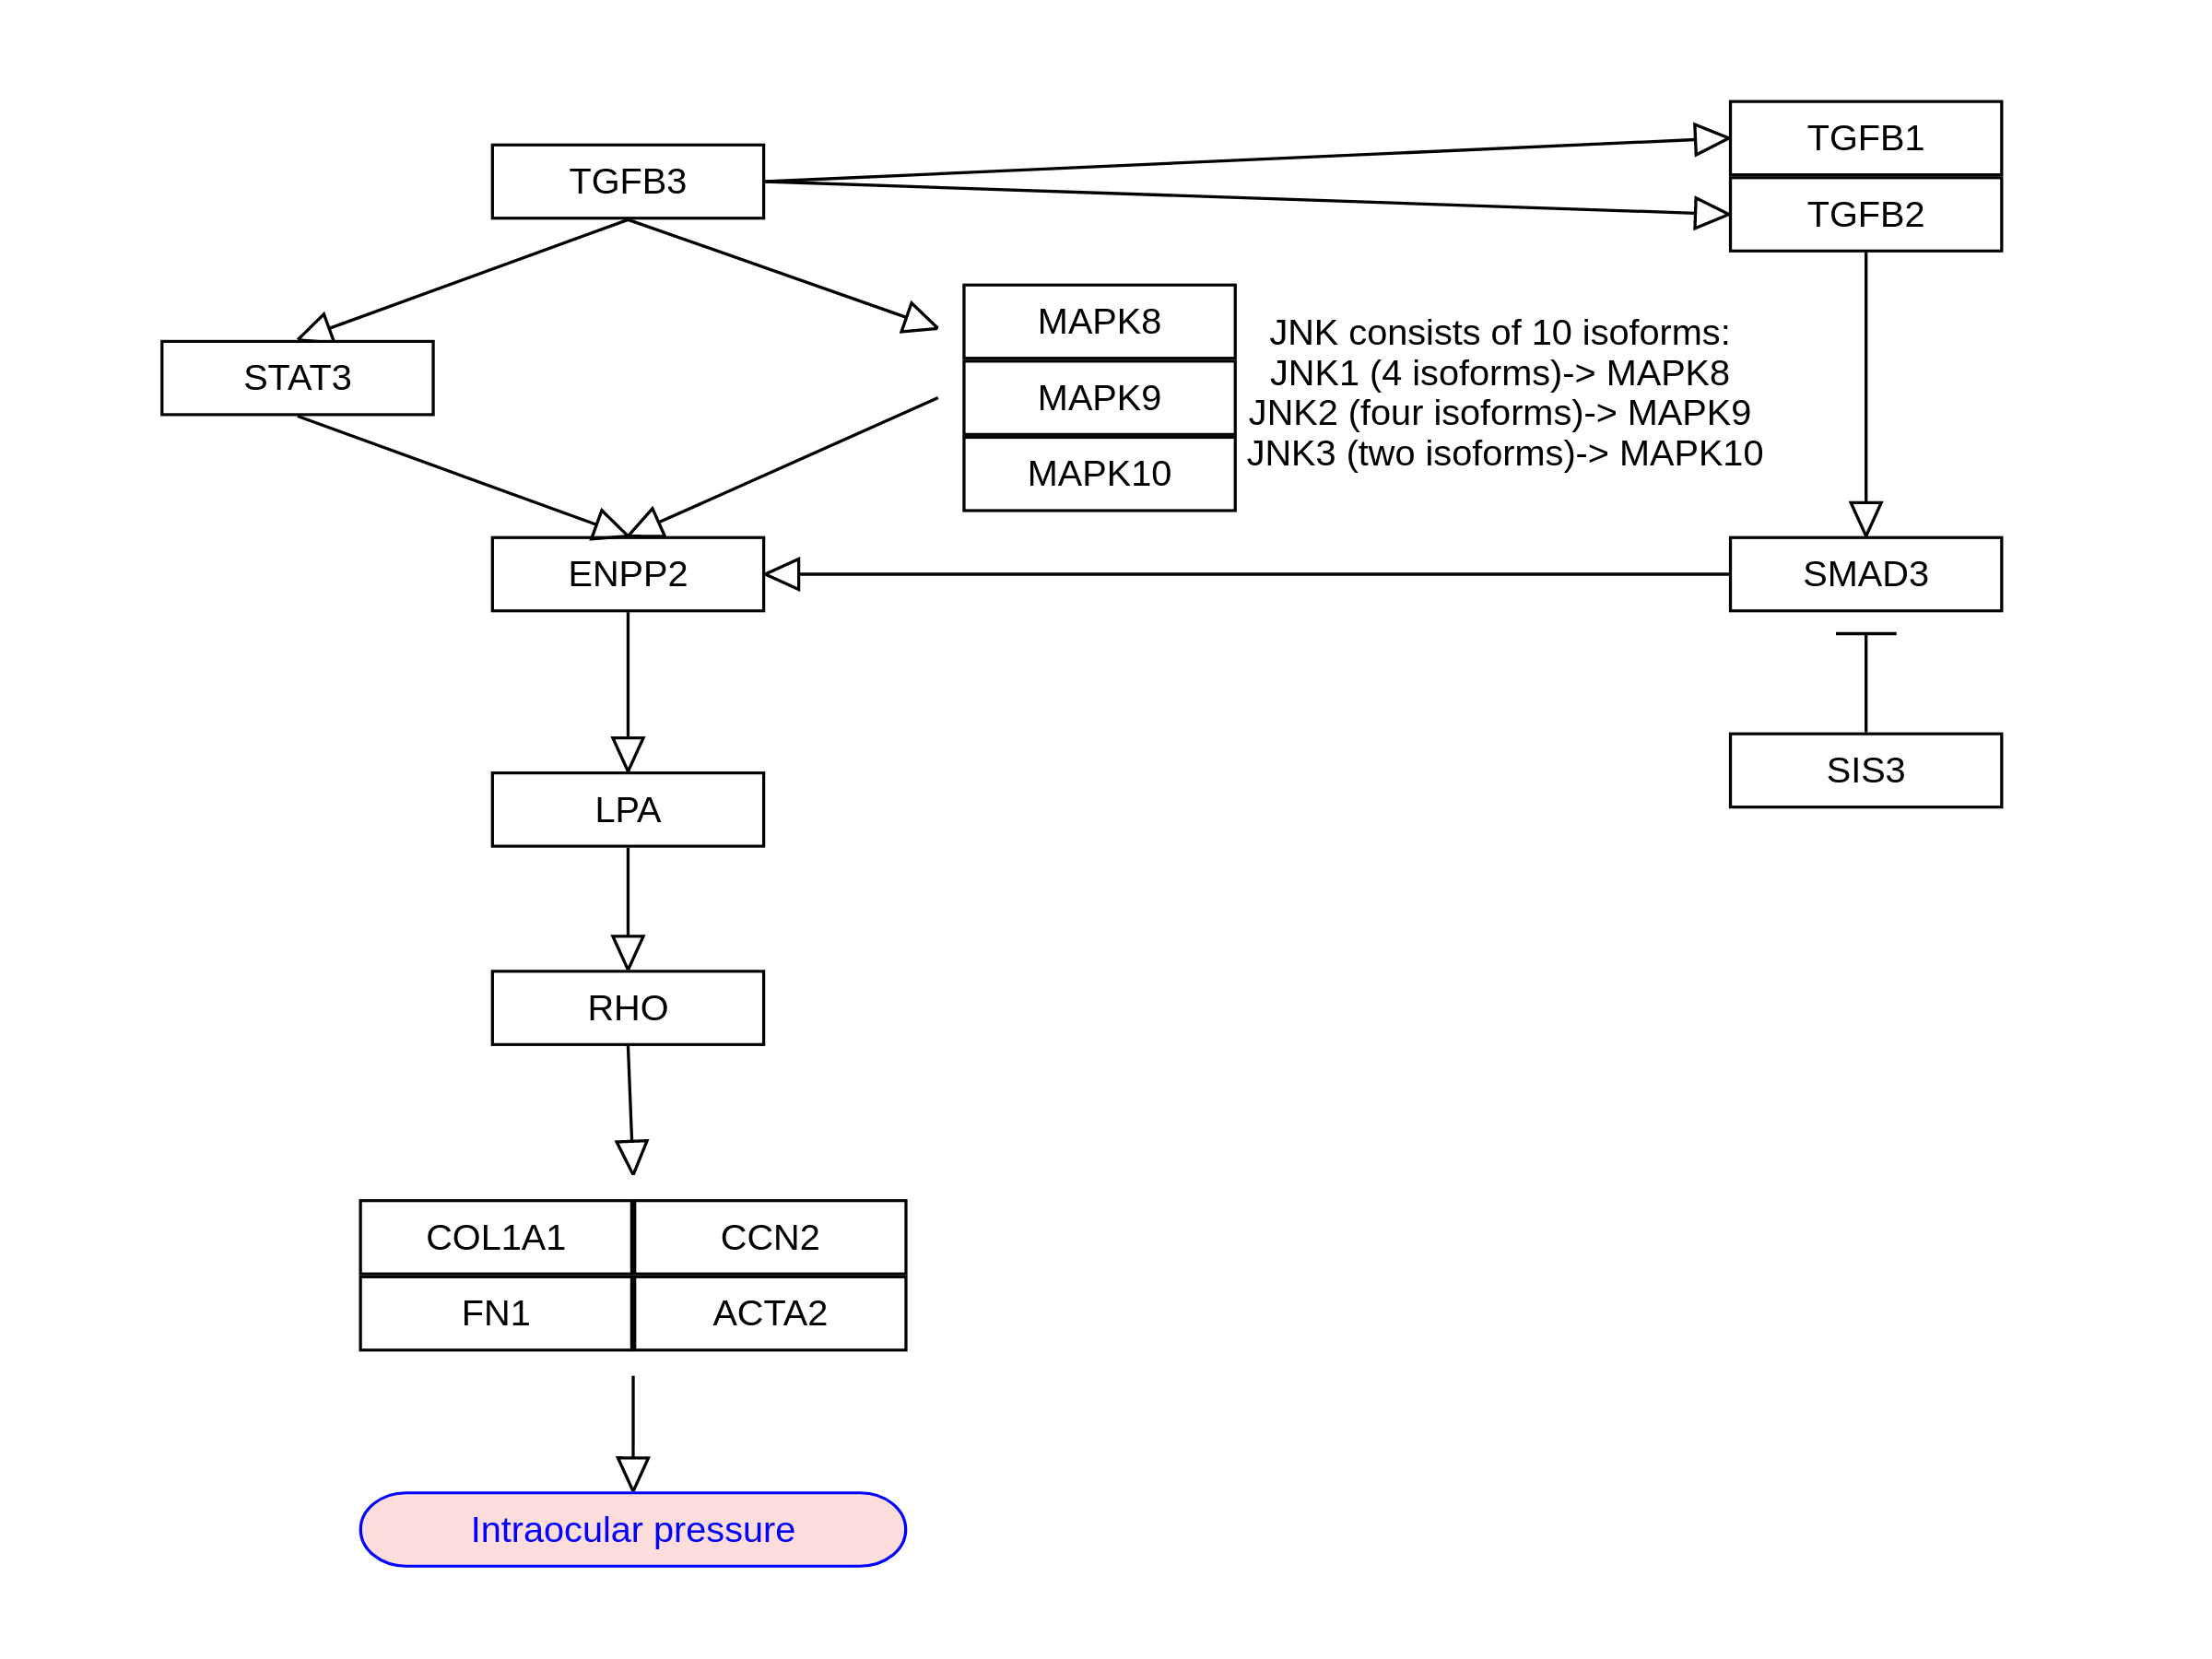 TGFB1
TGFB3
TGFB2
MAPK8
JNK consists of 10 isoforms:
JNK1 (4 isoforms)-> MAPK8
STAT3
MAPK9
JNK2 (four isoforms)-> MAPK9
JNK3 (two isoforms)-> MAPK10
MAPK10
ENPP2
SMAD3
SIS3
LPA
RHO
COL1A1
CCN2
FN1
ACTA2
Intraocular pressure